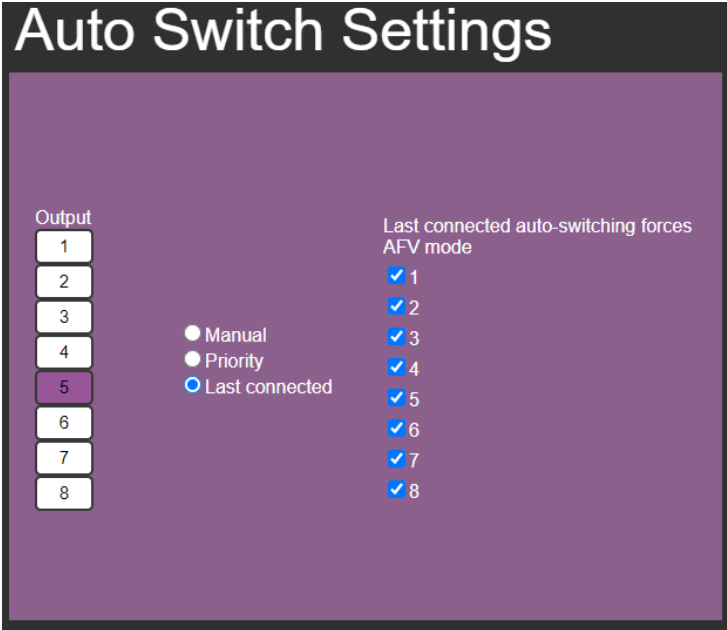 Auto Switch Settings
Output
1
2
3
4
5
6
7
8
Manual
Priority
Last connected
Last connected auto-switching forces
AFV mode
1
2
3
4
5
6
7
8